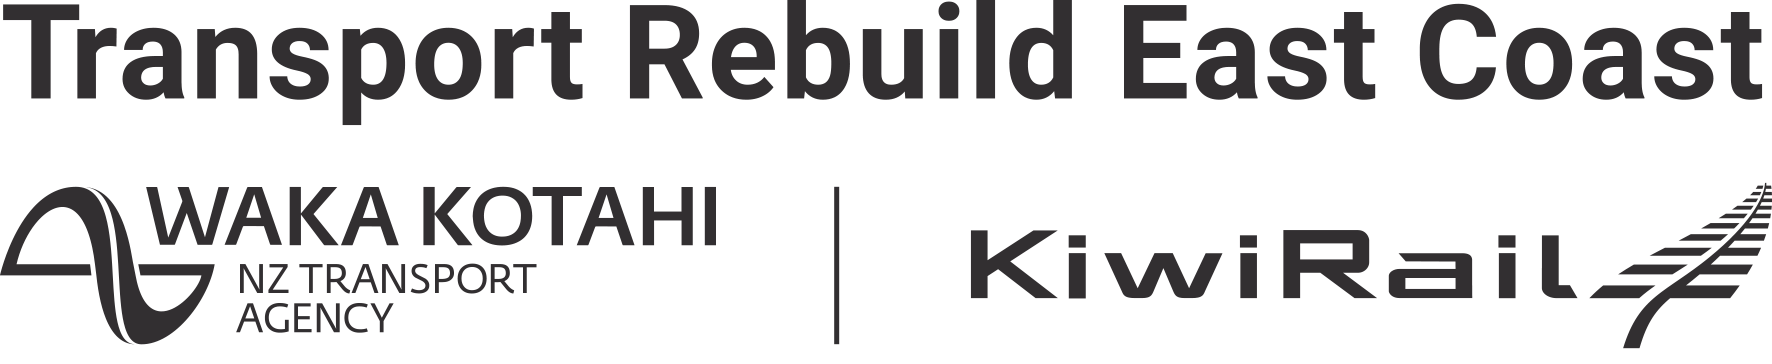 Transport Rebuild East Coast
WAKA KOTAHI
NZ TRANSPORT
AGENCY
KiwiRail